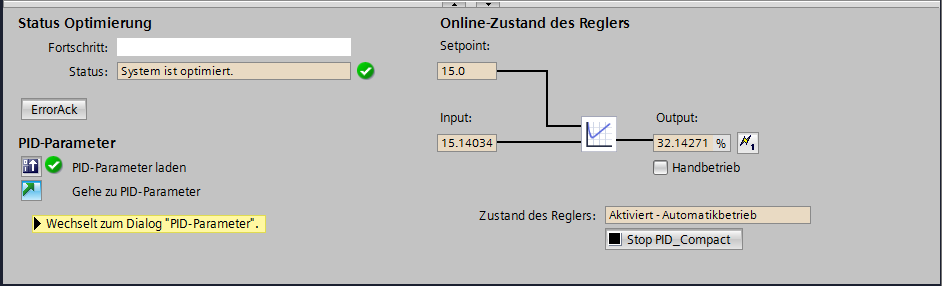 Status Optimierung
Fortschritt:
Status: System ist optimiert.
ErrorAck
PID-Parameter
PID-Parameter laden
Gehe zu PID-Parameter
Wechselt zum Dialog "PID-Parameter".
Online-Zustand des Reglers
Setpoint:
15.0
Input: Output:
15.14034 32.14271 %
Handbetrieb
Zustand des Reglers: Aktiviert - Automatikbetrieb
Stop PID_Compact